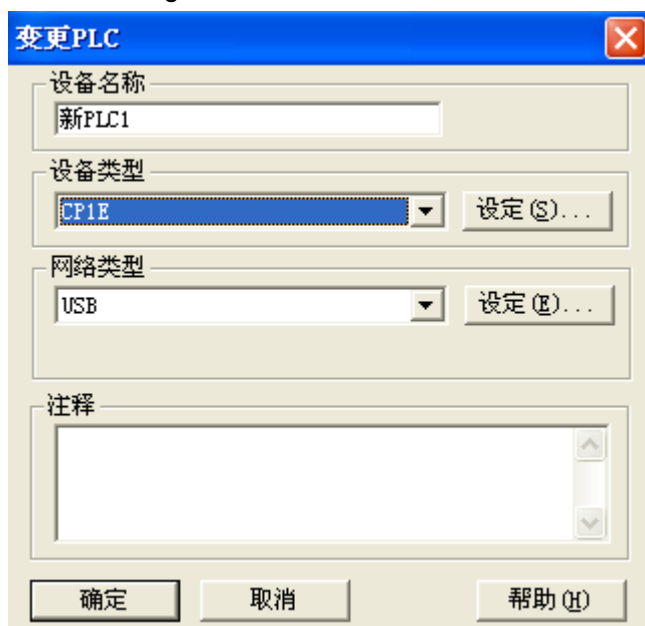 变更PLC
设备名称
新PLC1
设备类型
CP1E
设定(S)...
网络类型
USB
设定(E)...
注释
确定
取消
帮助(H)